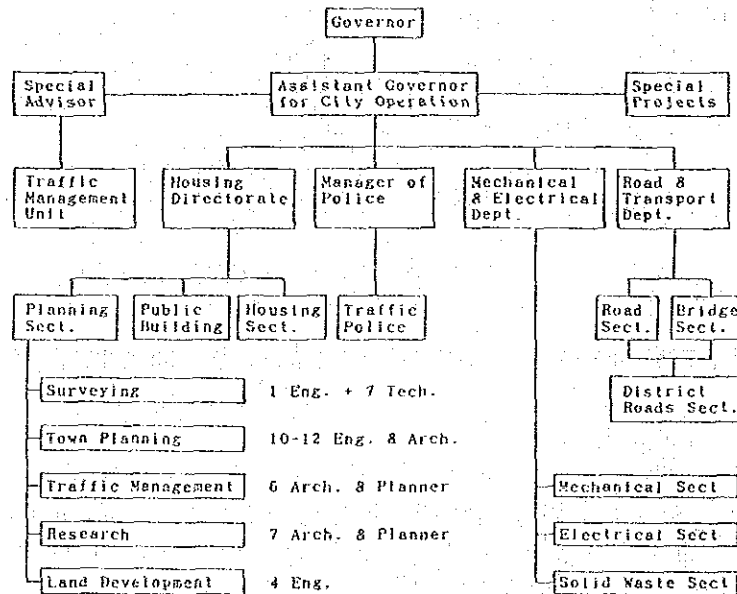 Governor
Special
Advisor
Assistant Governor
for City Operation
Special
Projects
Traffic
Management
Unit
Housing
Directorate
Manager of
Police
Mechanical
& Electrical
Dept.
Road &
Transport
Dept.
Planning
Sect.
Public
Building
Housing
Sect.
Traffic
Police
Road
Sect.
Bridge
Sect.
District
Roads Sect.
Surveying 1 Eng. + 7 Tech.
Town Planning 10-12 Eng. & Arch.
Traffic Management 6 Arch. & Planner
Research 7 Arch. & Planner
Land Development 4 Eng.
Mechanical Sect
Electrical Sect
Solid Waste Sect